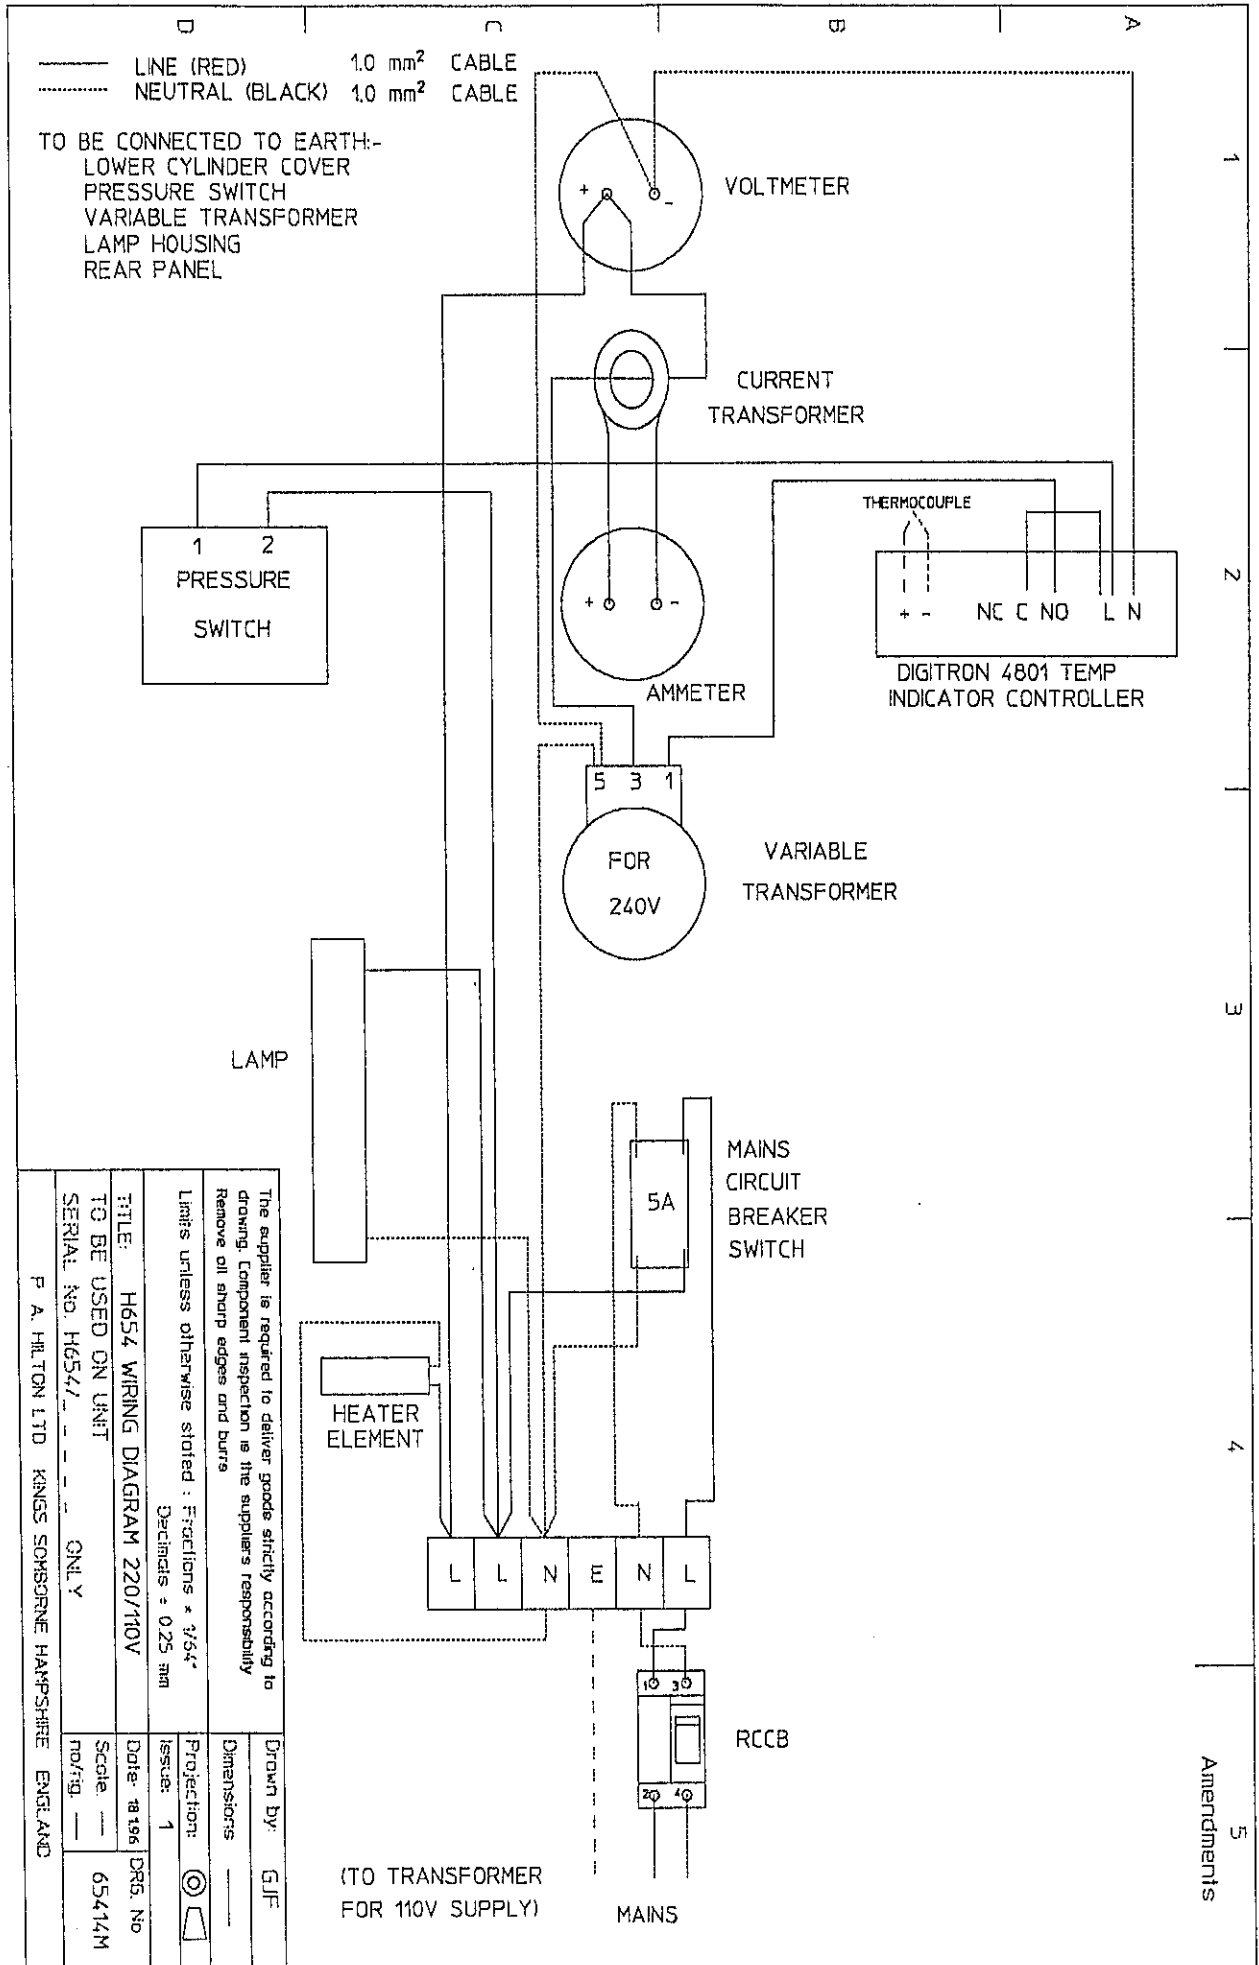 D
C
B
A
LINE (RED) 1.0 mm² CABLE
NEUTRAL (BLACK) 1.0 mm² CABLE
TO BE CONNECTED TO EARTH:-
LOWER CYLINDER COVER
PRESSURE SWITCH
VARIABLE TRANSFORMER
LAMP HOUSING
REAR PANEL
1
+ -
VOLTMETER
CURRENT
TRANSFORMER
THERMOCOUPLE
1 2
PRESSURE
SWITCH
2
+ -
AMMETER
+ - NC C NO L N
DIGITRON 4801 TEMP
INDICATOR CONTROLLER
5 3 1
FOR
240V
VARIABLE
TRANSFORMER
3
LAMP
5A
MAINS
CIRCUIT
BREAKER
SWITCH
HEATER
ELEMENT
4
L L N E N L
1 3
RCCB
2 4
(TO TRANSFORMER
FOR 110V SUPPLY)
MAINS
5
Amendments
The supplier is required to deliver goods strictly according to
drawing. Component inspection is the suppliers responsibility
Remove all sharp edges and burrs
Limits unless otherwise stated : Fractions ± 1/64"
Decimals ± 0.25 mm
TITLE: H654 WIRING DIAGRAM 220/110V
TO BE USED ON UNIT
SERIAL No. H654/_ - - - - ONLY
P A. HILTON LTD KINGS SOMBORNE HAMPSHIRE ENGLAND
Drawn by: GJF
Dimensions
Projection:
Issue: 1
Date: 18 1.96
DRG. No
Scale. —
no/rig. —
65414M